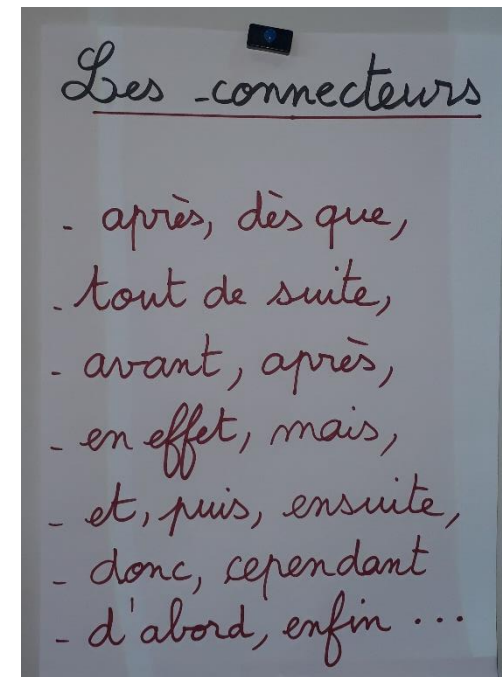 Les connecteurs
- après, dès que,
- tout de suite,
- avant, après,
- en effet, mais,
- et, puis, ensuite,
- donc, cependant
- d'abord, enfin ...